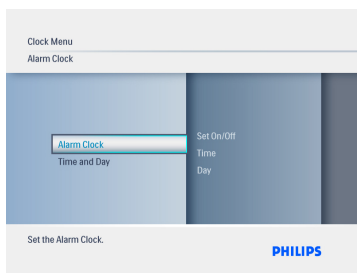 Clock Menu
Alarm Clock
Alarm Clock
Time and Day
Set On/Off
Time
Day
Set the Alarm Clock.
PHILIPS